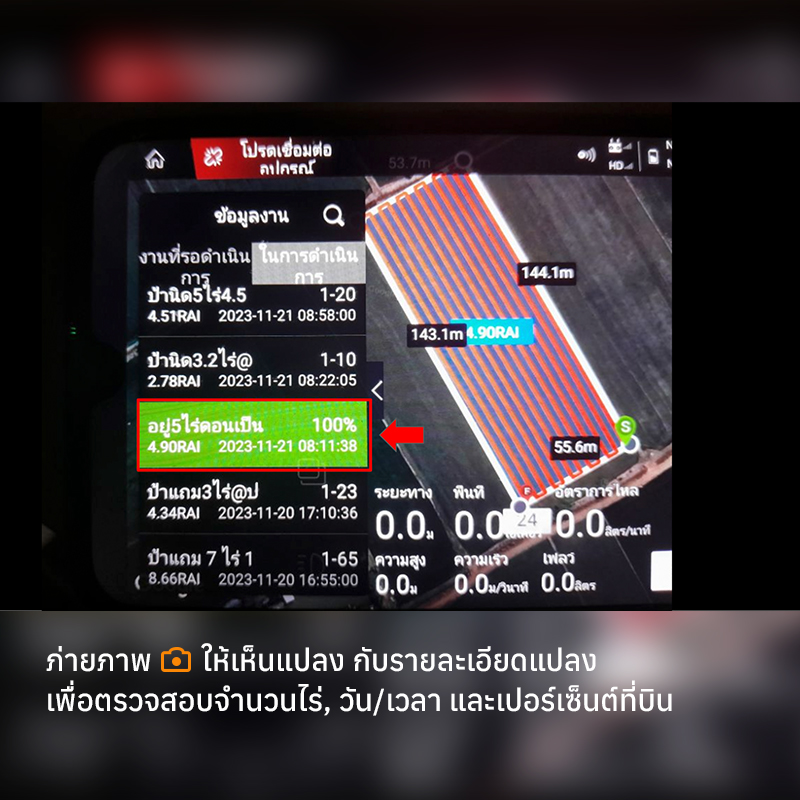 โปรดเชื่อมต่อ
อุปกรณ์
53.7m
HD
ข้อมูลงาน
งานที่รอดำเนิน
การ
ในการดำเนิน
การ
ป้านิด5ไร่4.5 1-20
4.51RAI 2023-11-21 08:58:00
ป้านิด3.2ไร่@ 1-10
2.78RAI 2023-11-21 08:22:05
อยู่5ไร่ดอนเป็น 100%
4.90RAI 2023-11-21 08:11:38
ป้าแถม3ไร่@ป 1-23
4.34RAI 2023-11-20 17:10:36
ป้าแถม 7 ไร่ 1 1-65
8.66RAI 2023-11-20 16:55:00
144.1m
143.1m
4.90RAI
S
55.6m
E
24
ระยะทาง พื้นที่ อัตราการไหล
0.0ม 0.0 0.0ลิตร/นาที
ความสูง ความเร็ว เฟลว์
0.0ม 0.0ม/วินาที 0.0ลิตร
ถ่ายภาพ ให้เห็นแปลง กับรายละเอียดแปลง
เพื่อตรวจสอบจำนวนไร่, วัน/เวลา และเปอร์เซ็นต์ที่บิน